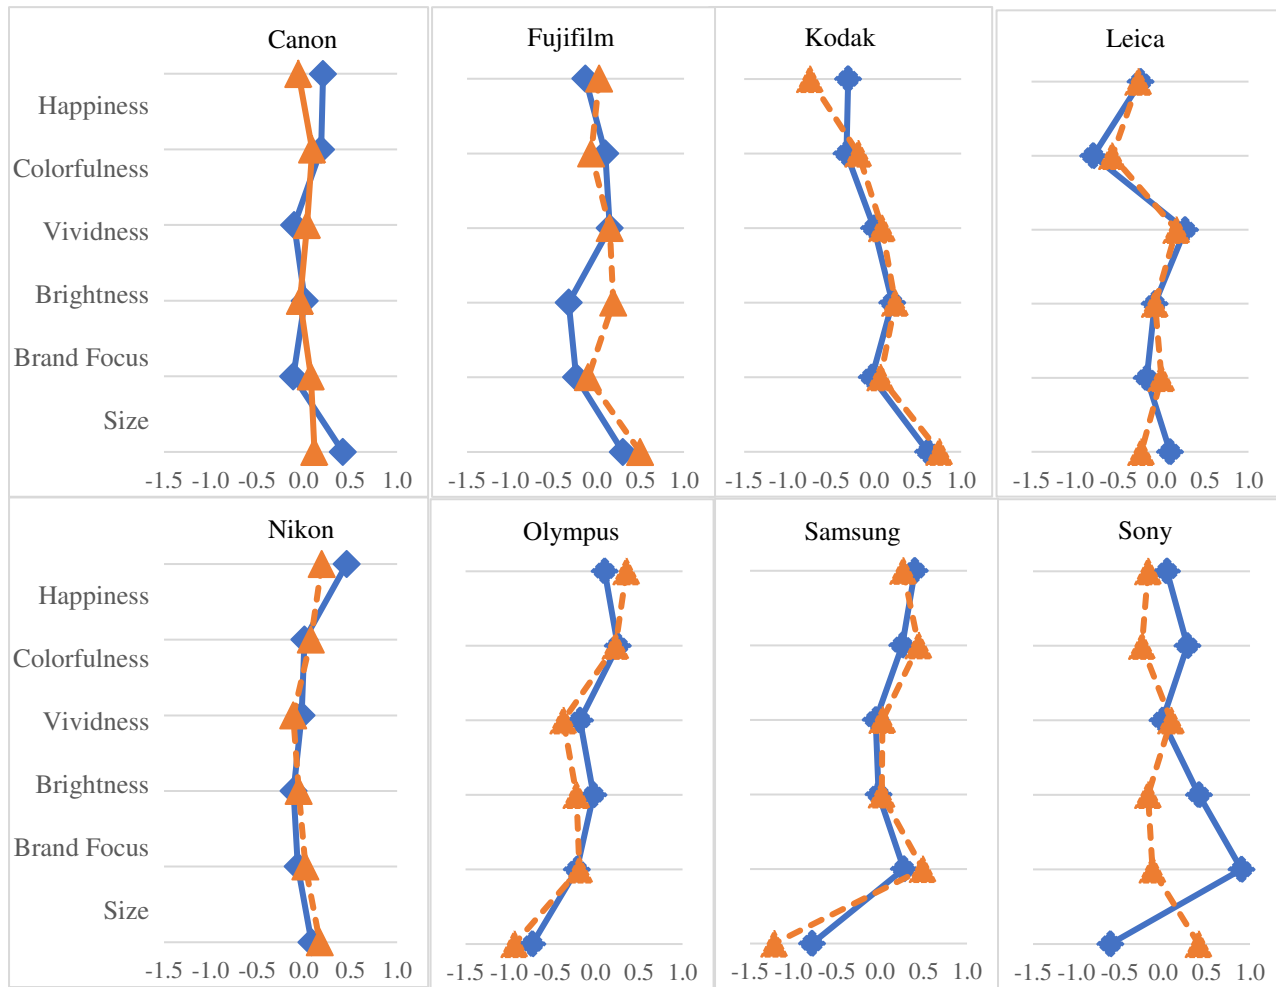 Canon
Fujifilm
Kodak
Leica
Happiness
Colorfulness
Vividness
Brightness
Brand Focus
Size
-1.5 -1.0 -0.5 0.0 0.5 1.0
-1.5 -1.0 -0.5 0.0 0.5 1.0
-1.5 -1.0 -0.5 0.0 0.5 1.0
-1.5 -1.0 -0.5 0.0 0.5 1.0
Nikon
Olympus
Samsung
Sony
Happiness
Colorfulness
Vividness
Brightness
Brand Focus
Size
-1.5 -1.0 -0.5 0.0 0.5 1.0
-1.5 -1.0 -0.5 0.0 0.5 1.0
-1.5 -1.0 -0.5 0.0 0.5 1.0
-1.5 -1.0 -0.5 0.0 0.5 1.0